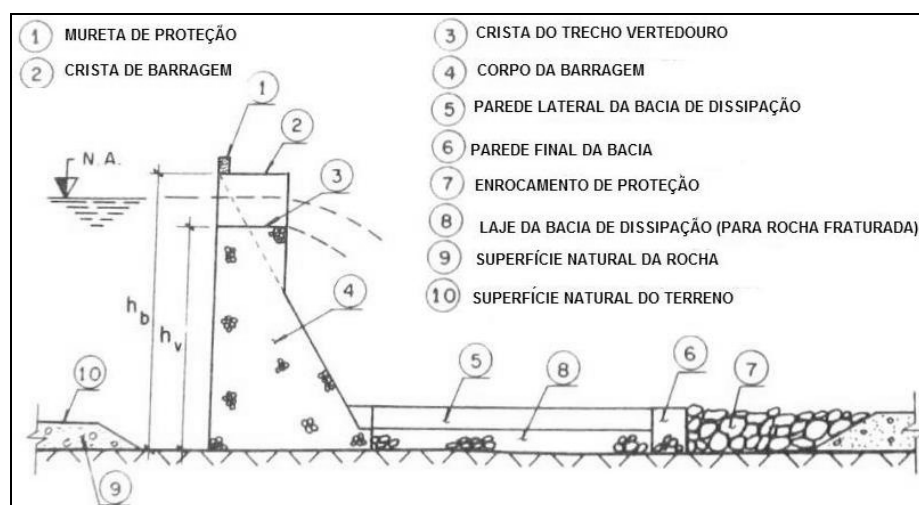 1 MURETA DE PROTEÇÃO
2 CRISTA DE BARRAGEM
3 CRISTA DO TRECHO VERTEDOURO
4 CORPO DA BARRAGEM
5 PAREDE LATERAL DA BACIA DE DISSIPAÇÃO
6 PAREDE FINAL DA BACIA
7 ENROCAMENTO DE PROTEÇÃO
8 LAJE DA BACIA DE DISSIPAÇÃO (PARA ROCHA FRATURADA)
9 SUPERFÍCIE NATURAL DA ROCHA
10 SUPERFÍCIE NATURAL DO TERRENO
1
2
N.A.
3
4
hb
hv
5
8
6
7
10
9